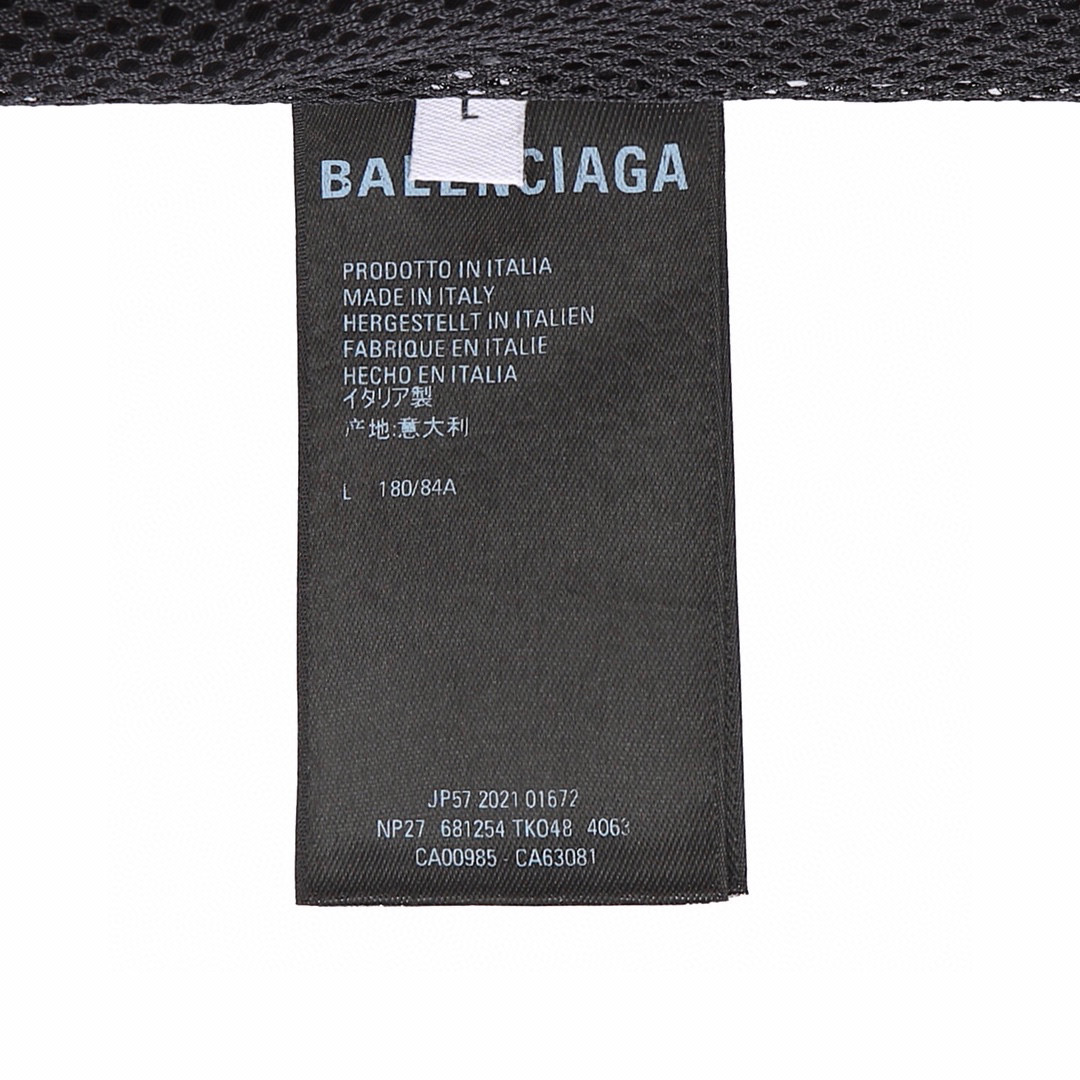 L
BALENCIAGA
PRODOTTO IN ITALIA
MADE IN ITALY
HERGESTELLT IN ITALIEN
FABRIQUE EN ITALIE
HECHO EN ITALIA
イタリア製
产地:意大利
L 180/84A
JP57 2021 01672
NP27 681254 TKO48 4063
CA00985 - CA63081